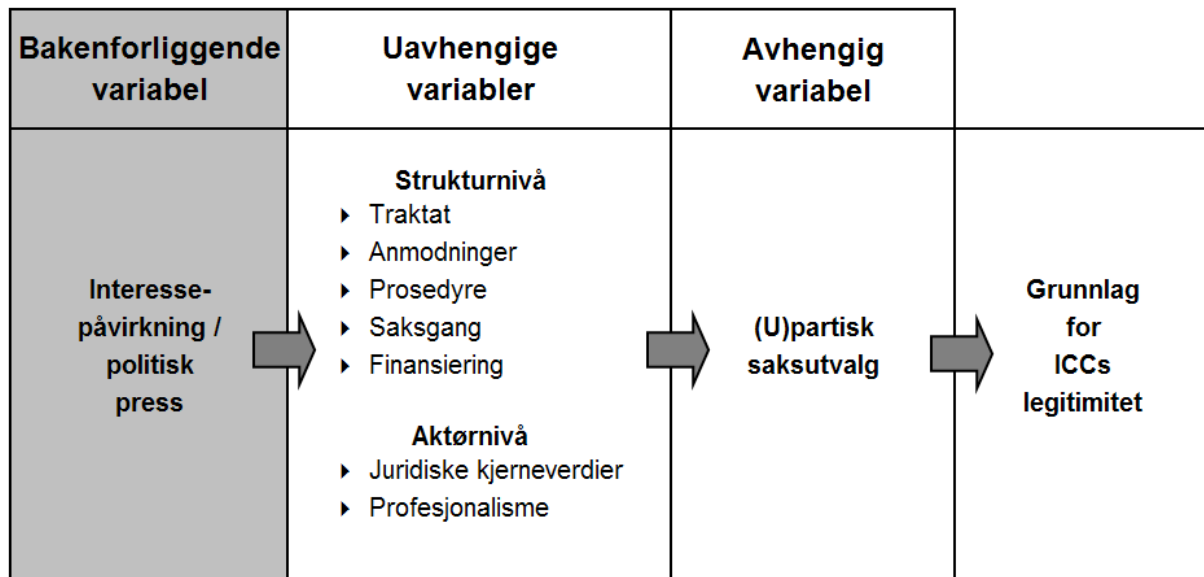 Bakenforliggende
variabel
Uavhengige
variabler
Avhengig
variabel
Interesse-
påvirkning /
politisk
press
Strukturnivå
Traktat
Anmodninger
Prosedyre
Saksgang
Finansiering
Aktørnivå
Juridiske kjerneverdier
Profesjonalisme
(U)partisk
saksutvalg
Grunnlag
for
ICCs
legitimitet